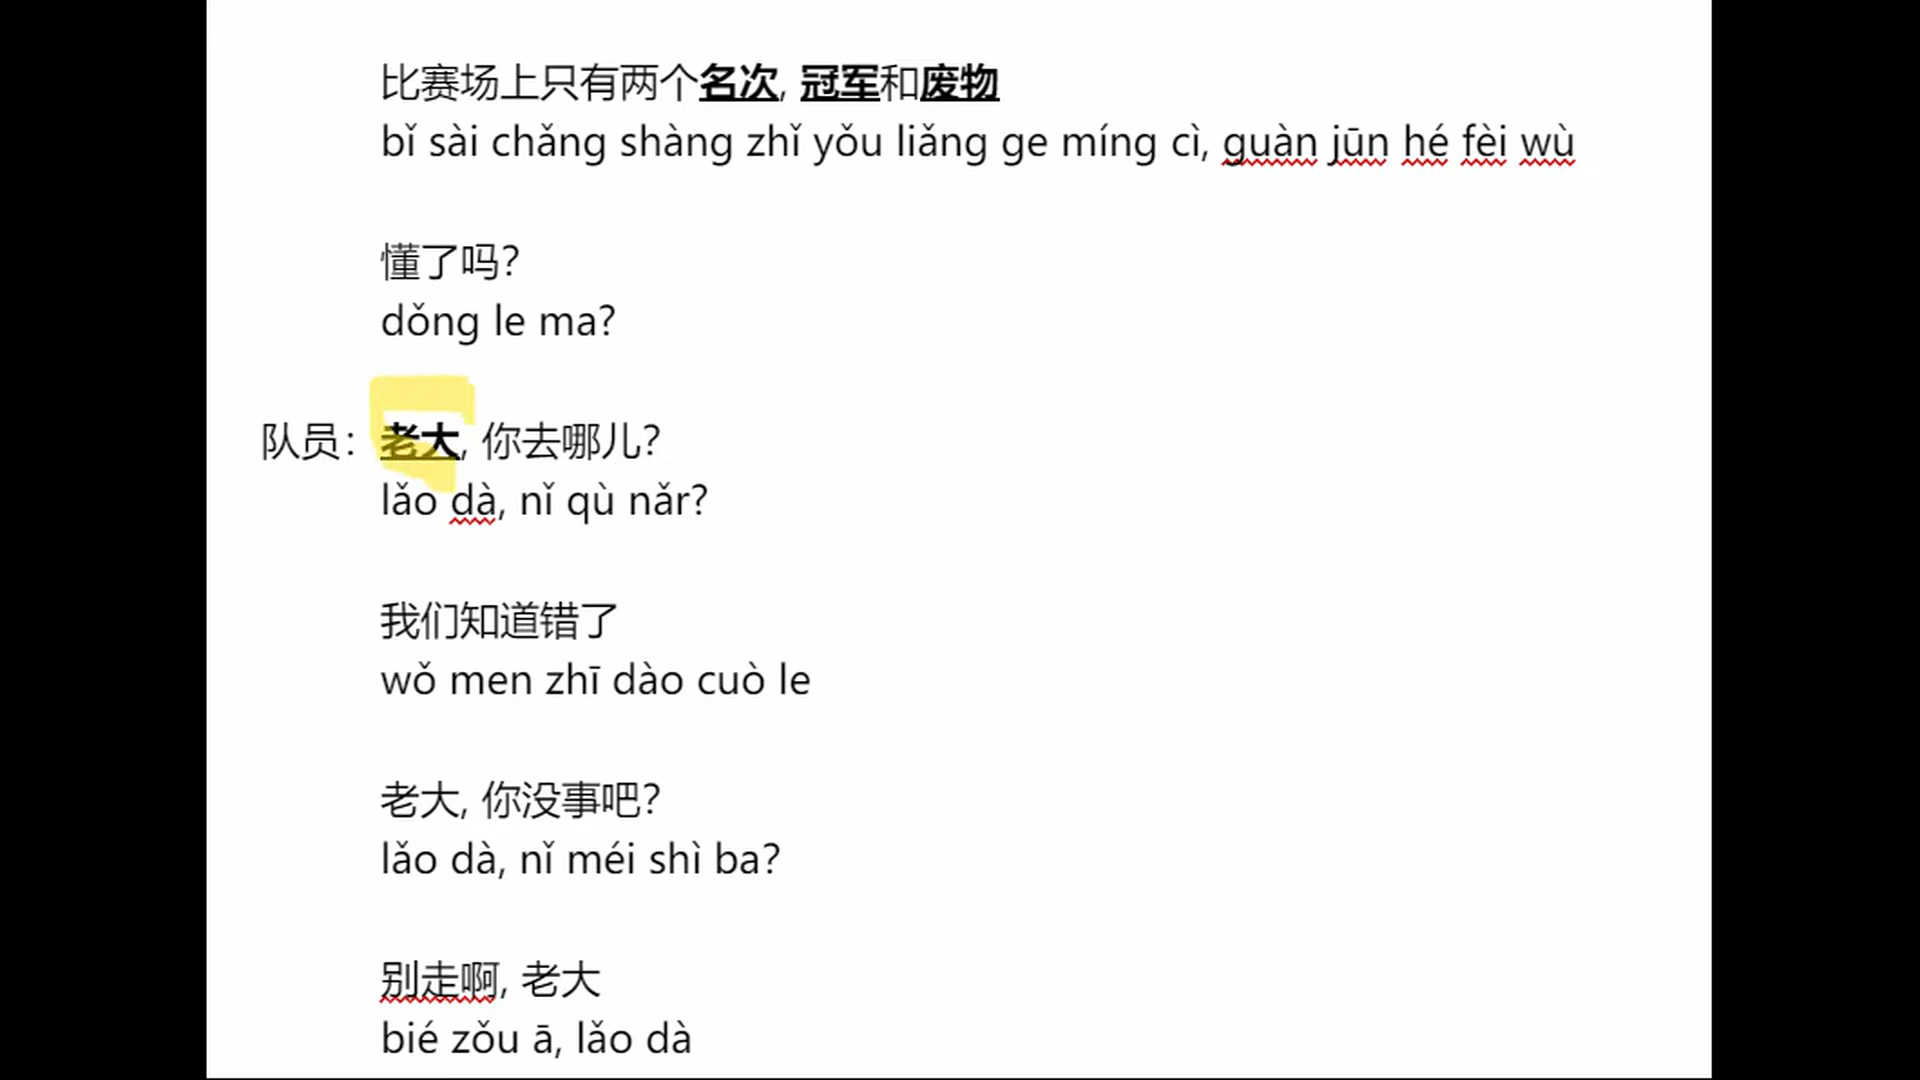 比赛场上只有两个名次, 冠军和废物
bǐ sài chǎng shàng zhǐ yǒu liǎng ge míng cì, guàn jūn hé fèi wù
懂了吗?
dǒng le ma?
队员: 老大, 你去哪儿?
lǎo dà, nǐ qù nǎr?
我们知道错了
wǒ men zhī dào cuò le
老大, 你没事吧?
lǎo dà, nǐ méi shì ba?
别走啊, 老大
bié zǒu ā, lǎo dà